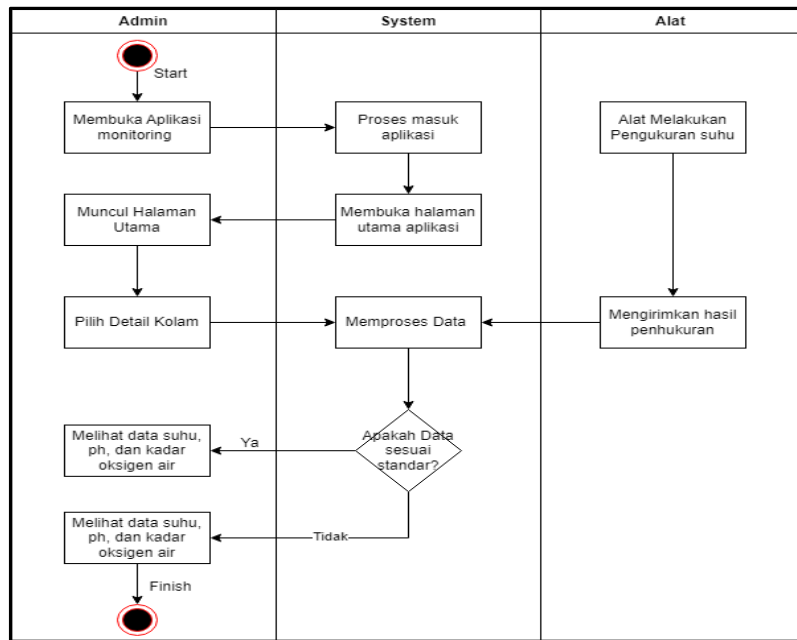 Admin
System
Alat
Start
Membuka Aplikasi
monitoring
Proses masuk
aplikasi
Alat Melakukan
Pengukuran suhu
Muncul Halaman
Utama
Membuka halaman
utama aplikasi
Pilih Detail Kolam
Memproses Data
Mengirimkan hasil
penhukuran
Melihat data suhu,
ph, dan kadar
oksigen air
Ya
Apakah Data
sesuai
standar?
Melihat data suhu,
ph, dan kadar
oksigen air
Tidak
Finish